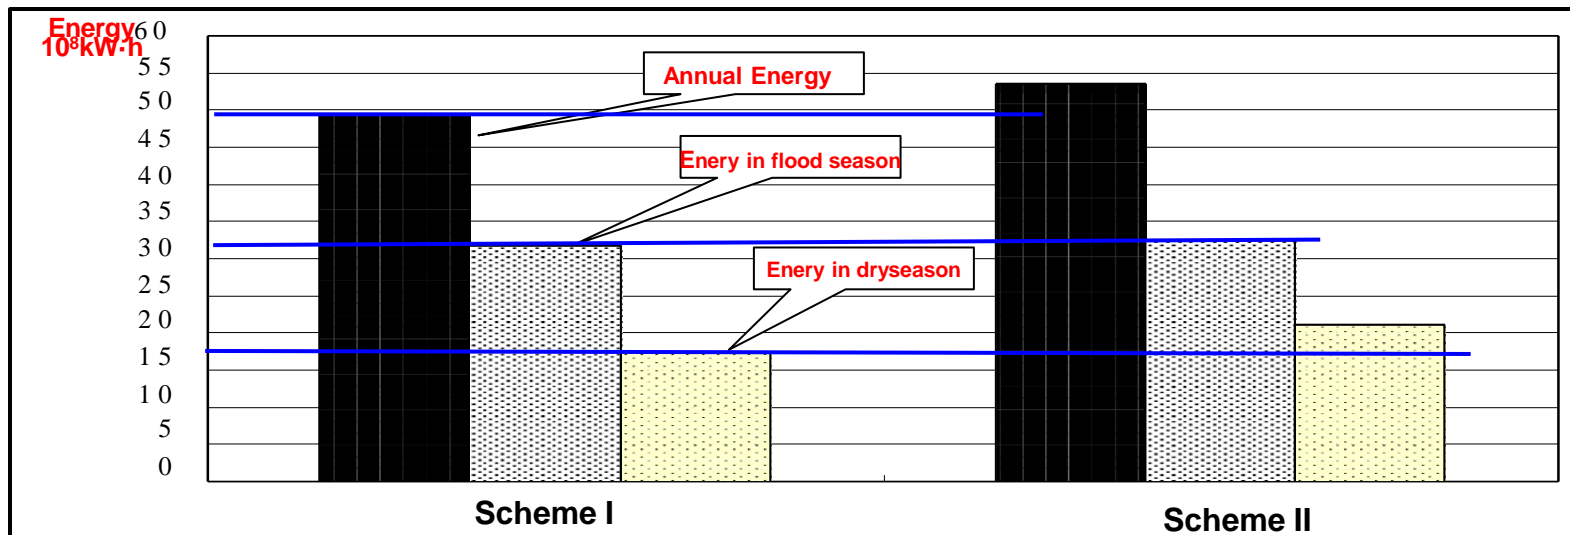 Energy
10⁸kW·h
60
55
50
45
40
35
30
25
20
15
10
5
0
Annual Energy
Enery in flood season
Enery in dryseason
Scheme I
Scheme II